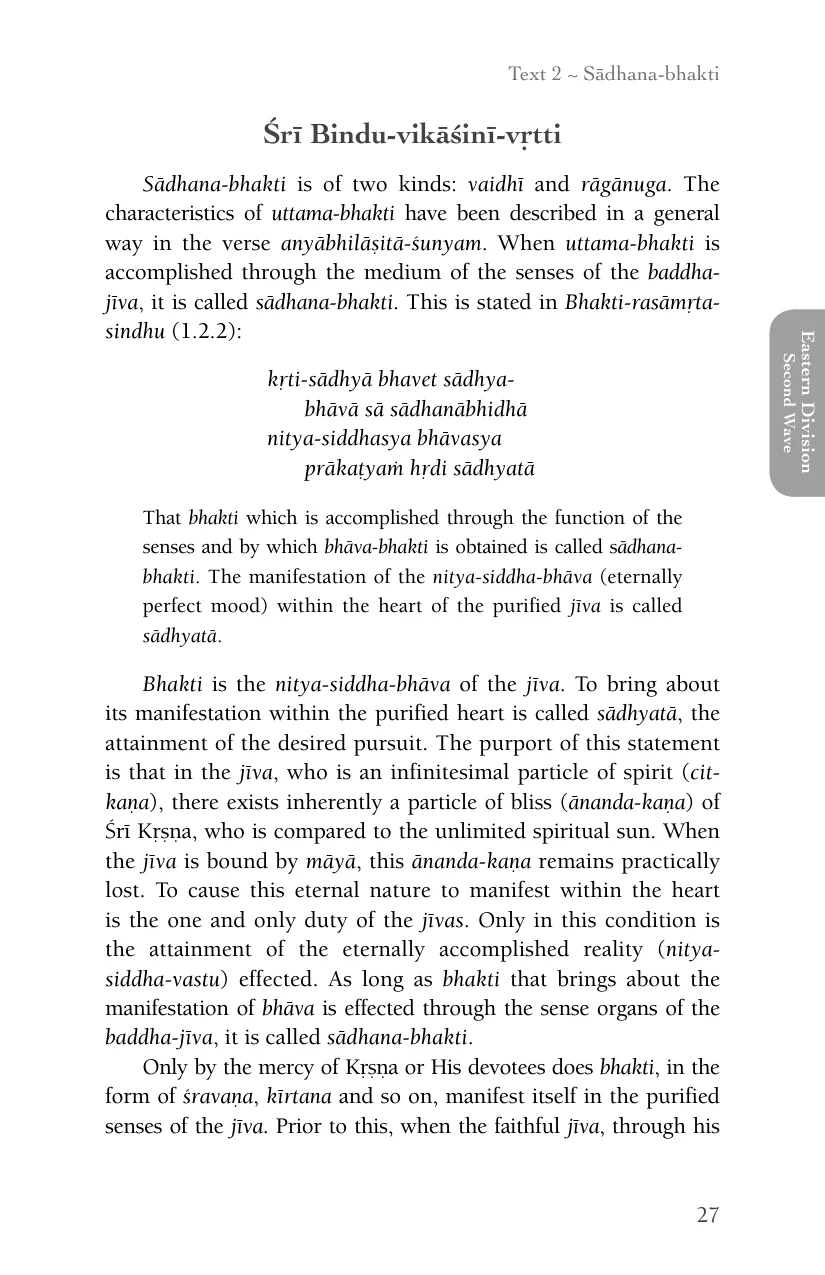 Text 2 ~ Sādhana-bhakti
Śrī Bindu-vikāśinī-vṛtti
Sādhana-bhakti is of two kinds: vaidhī and rāgānuga. The
characteristics of uttama-bhakti have been described in a general
way in the verse anyābhilāṣitā-śunyam. When uttama-bhakti is
accomplished through the medium of the senses of the baddha-
jīva, it is called sādhana-bhakti. This is stated in Bhakti-rasāmṛta-
sindhu (1.2.2):
kṛti-sādhyā bhavet sādhya-
bhāvā sā sādhanābhidhā
nitya-siddhasya bhāvasya
prākaṭyaṁ hṛdi sādhyatā
That bhakti which is accomplished through the function of the
senses and by which bhāva-bhakti is obtained is called sādhana-
bhakti. The manifestation of the nitya-siddha-bhāva (eternally
perfect mood) within the heart of the purified jīva is called
sādhyatā.
Bhakti is the nitya-siddha-bhāva of the jīva. To bring about
its manifestation within the purified heart is called sādhyatā, the
attainment of the desired pursuit. The purport of this statement
is that in the jīva, who is an infinitesimal particle of spirit (cit-
kaṇa), there exists inherently a particle of bliss (ānanda-kaṇa) of
Śrī Kṛṣṇa, who is compared to the unlimited spiritual sun. When
the jīva is bound by māyā, this ānanda-kaṇa remains practically
lost. To cause this eternal nature to manifest within the heart
is the one and only duty of the jīvas. Only in this condition is
the attainment of the eternally accomplished reality (nitya-
siddha-vastu) effected. As long as bhakti that brings about the
manifestation of bhāva is effected through the sense organs of the
baddha-jīva, it is called sādhana-bhakti.
Only by the mercy of Kṛṣṇa or His devotees does bhakti, in the
form of śravaṇa, kīrtana and so on, manifest itself in the purified
senses of the jīva. Prior to this, when the faithful jīva, through his
Eastern Division
Second Wave
27